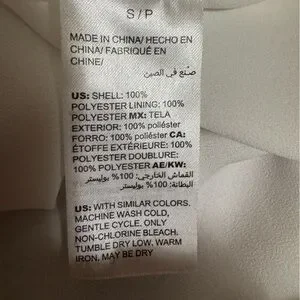 S / P
MADE IN CHINA/ HECHO EN
CHINA/ FABRIQUÉ EN
CHINE/
صنع في الصين
US: SHELL: 100%
POLYESTER LINING: 100%
POLYESTER MX: TELA
EXTERIOR: 100% poliéster
FORRO: 100% poliéster CA:
ÉTOFFE EXTÉRIEURE: 100%
POLYESTER DOUBLURE:
100% POLYESTER AE/KW:
القماش الخارجي: 100% بوليستر
البطانة: 100% بوليستر
US: WITH SIMILAR COLORS.
MACHINE WASH COLD,
GENTLE CYCLE. ONLY
NON-CHLORINE BLEACH.
TUMBLE DRY LOW, WARM
IRON, MAY BE DRY